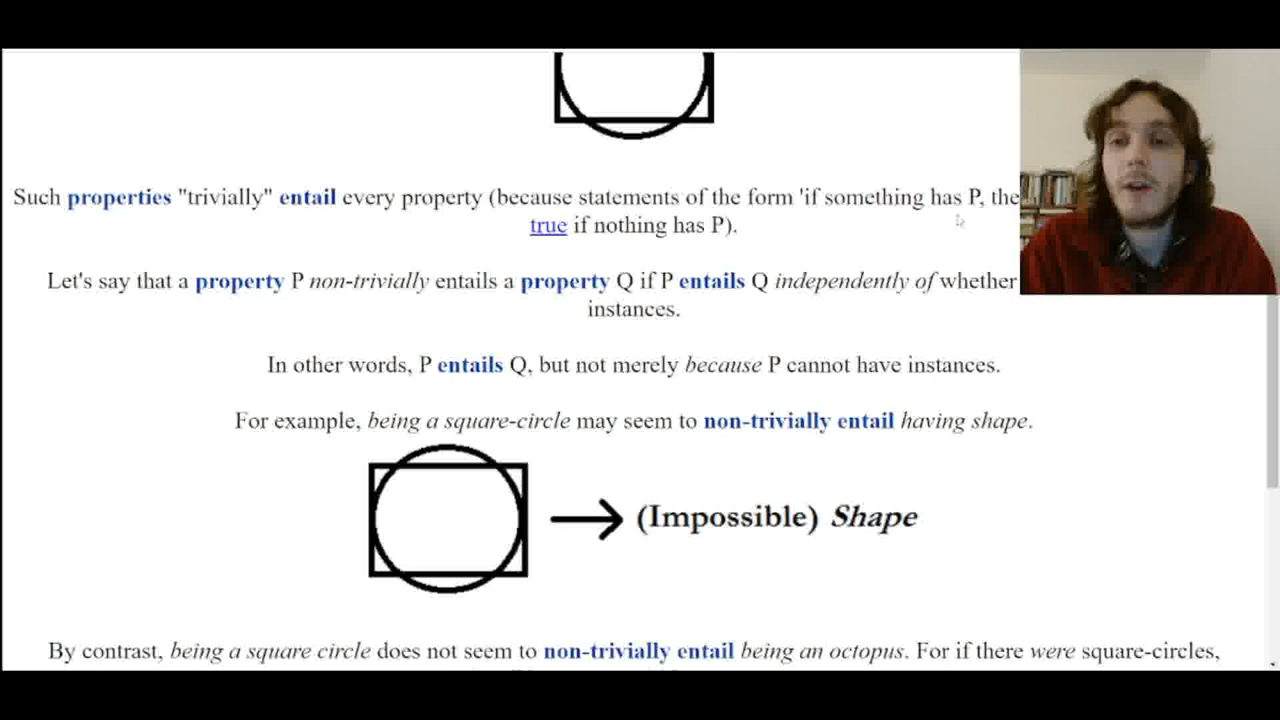 Such properties "trivially" entail every property (because statements of the form 'if something has P, the
true if nothing has P).
Let's say that a property P non-trivially entails a property Q if P entails Q independently of whether
instances.
In other words, P entails Q, but not merely because P cannot have instances.
For example, being a square-circle may seem to non-trivially entail having shape.
(Impossible) Shape
By contrast, being a square circle does not seem to non-trivially entail being an octopus. For if there were square-circles,